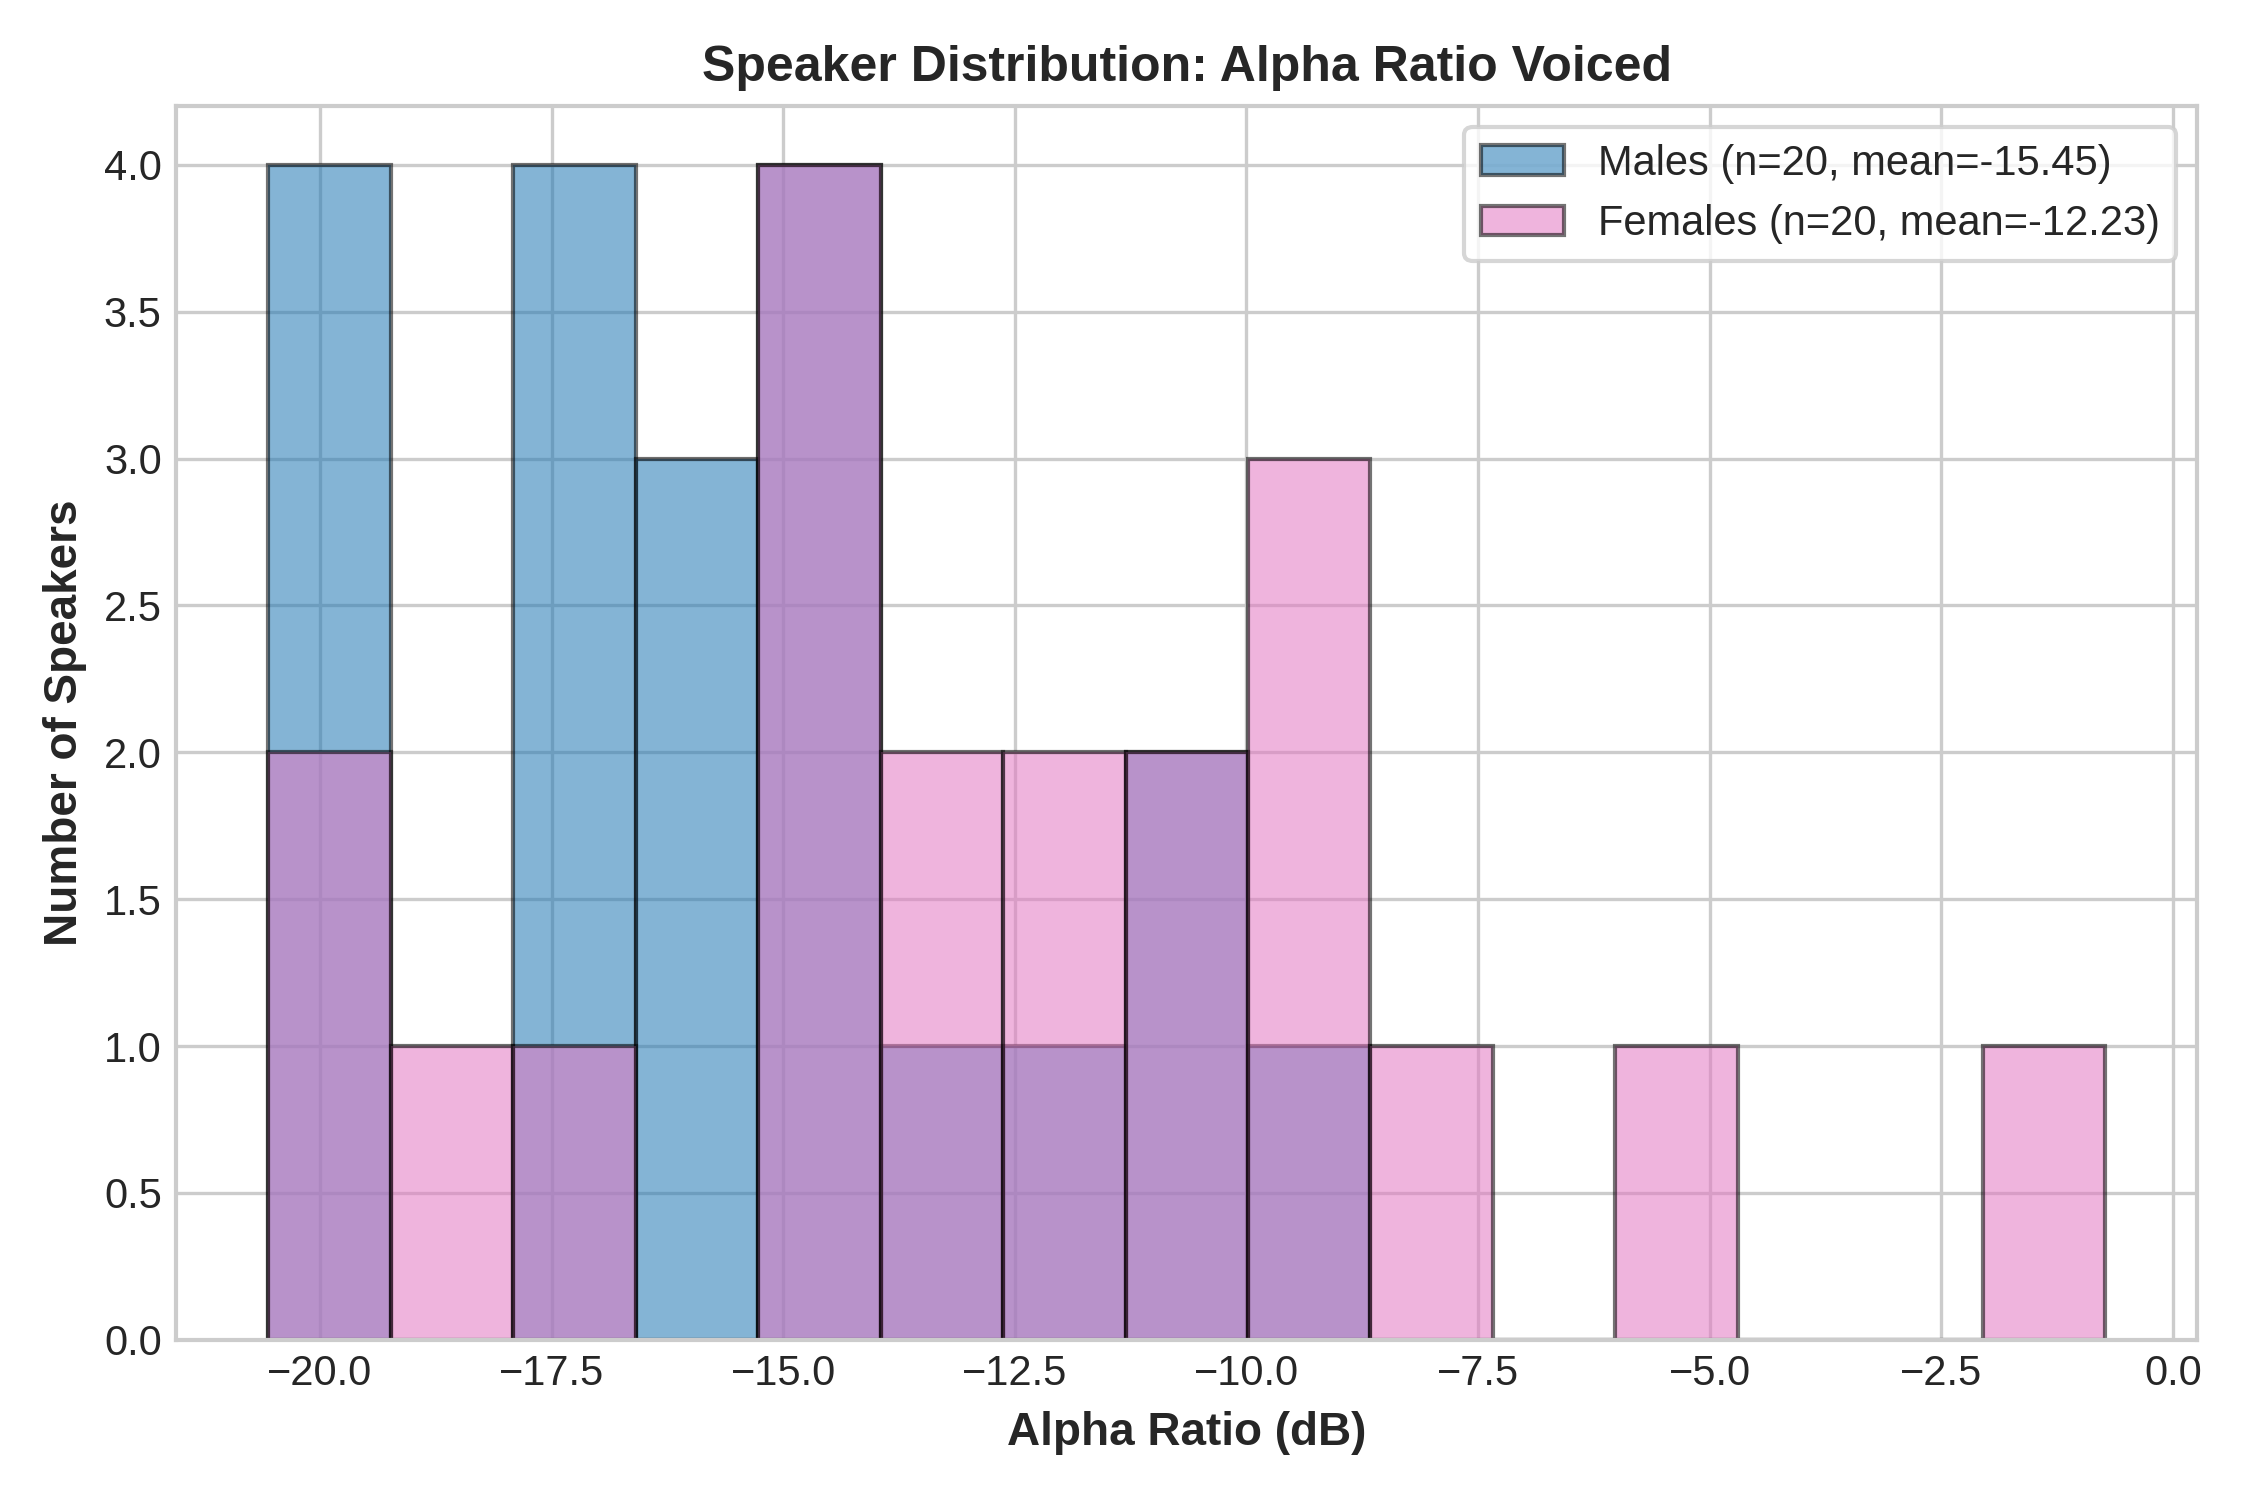 Speaker Distribution: Alpha Ratio Voiced
Males (n=20, mean=-15.45)
Females (n=20, mean=-12.23)
Number of Speakers
4.0
3.5
3.0
2.5
2.0
1.5
1.0
0.5
0.0
−20.0 −17.5 −15.0 −12.5 −10.0 −7.5 −5.0 −2.5 0.0
Alpha Ratio (dB)